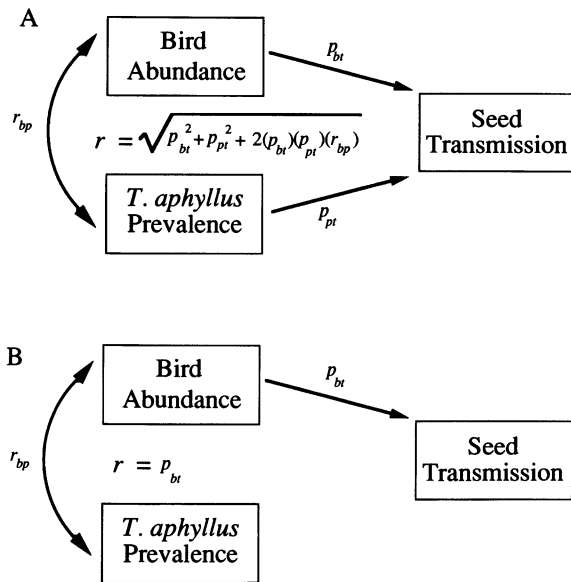 A
Bird
Abundance
p_bt
r_bp
r = √(p_bt² + p_pt² + 2(p_bt)(p_pt)(r_bp))
Seed
Transmission
T. aphyllus
Prevalence
p_pt
B
Bird
Abundance
p_bt
r_bp
r = p_bt
Seed
Transmission
T. aphyllus
Prevalence